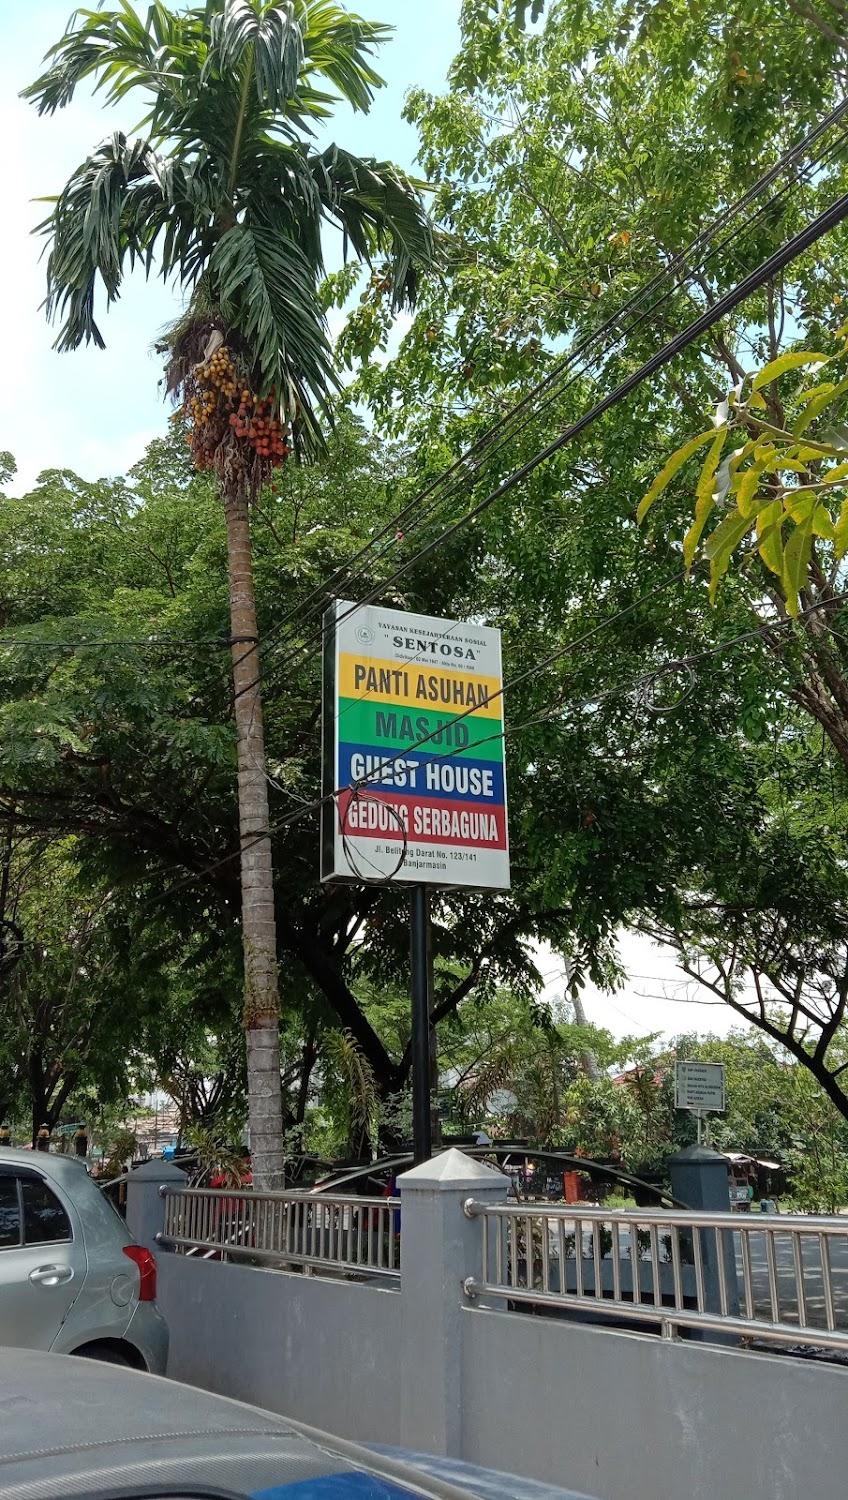 YAYASAN KESEJAHTERAAN SOSIAL
"SENTOSA"
PANTI ASUHAN
MASJID
GUEST HOUSE
GEDUNG SERBAGUNA
Jl. Belitung Darat No. 123/141
Banjarmasin